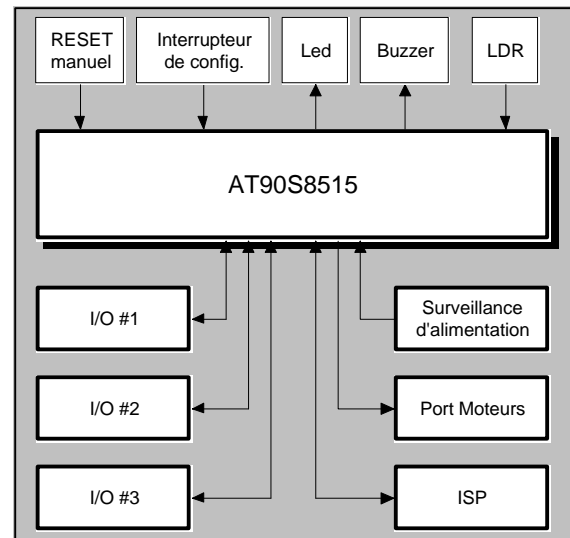 RESET
manuel
Interrupteur
de config.
Led
Buzzer
LDR
AT90S8515
I/O #1
Surveillance
d'alimentation
I/O #2
Port Moteurs
I/O #3
ISP